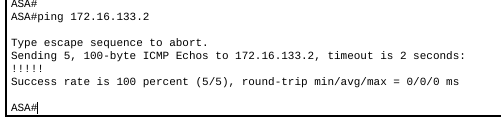 ASA#
ASA#ping 172.16.133.2
Type escape sequence to abort.
Sending 5, 100-byte ICMP Echos to 172.16.133.2, timeout is 2 seconds:
!!!!!
Success rate is 100 percent (5/5), round-trip min/avg/max = 0/0/0 ms
ASA#